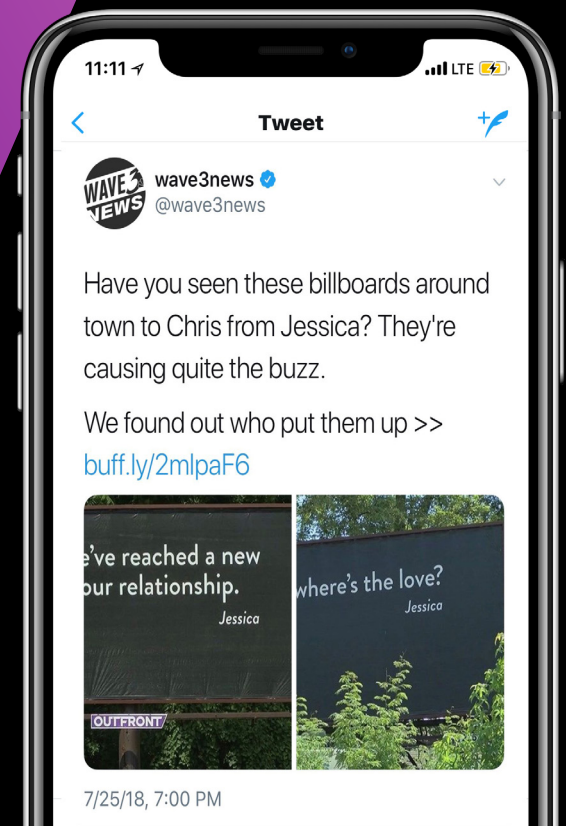 11:11
LTE
Tweet
WAVE 3
NEWS
wave3news
@wave3news
Have you seen these billboards around
town to Chris from Jessica? They're
causing quite the buzz.
We found out who put them up >>
buff.ly/2mlpaF6
e've reached a new
our relationship.
Jessica
OUTFRONT/
where's the love?
Jessica
7/25/18, 7:00 PM